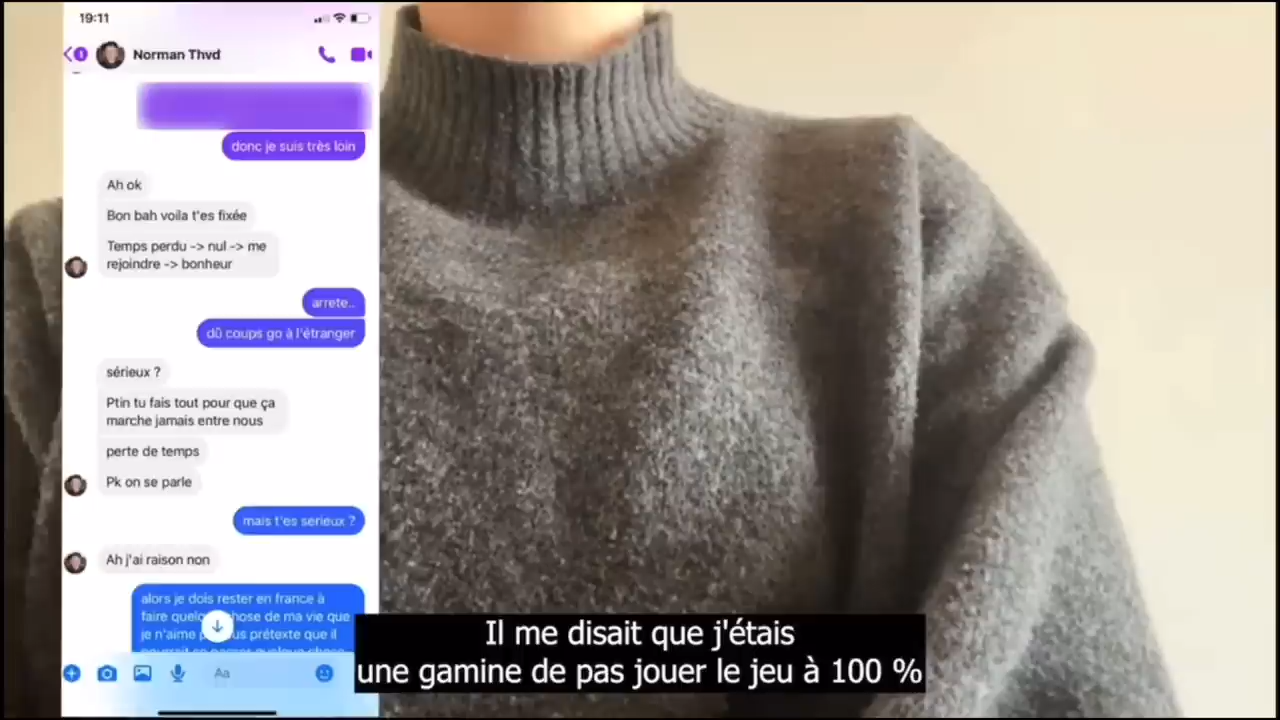 19:11
1
Norman Thvd
donc je suis très loin
Ah ok
Bon bah voila t'es fixée
Temps perdu -> nul -> me
rejoindre -> bonheur
arrete..
dû coups go à l'étranger
sérieux ?
Ptin tu fais tout pour que ça
marche jamais entre nous
perte de temps
Pk on se parle
mais t'es serieux ?
Ah j'ai raison non
alors je dois rester en france à
faire hose de ma vie que
je n'aime prétexte que il
Aa
Il me disait que j'étais
une gamine de pas jouer le jeu à 100 %